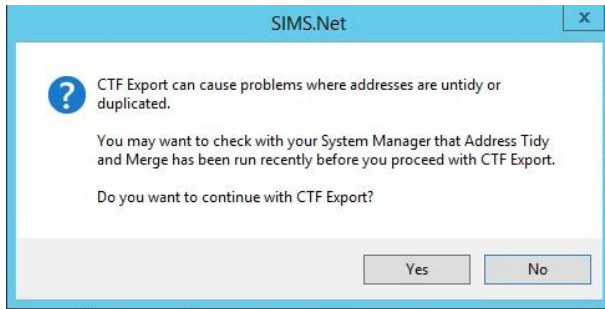 SIMS.Net
x
CTF Export can cause problems where addresses are untidy or
duplicated.
You may want to check with your System Manager that Address Tidy
and Merge has been run recently before you proceed with CTF Export.
Do you want to continue with CTF Export?
Yes
No